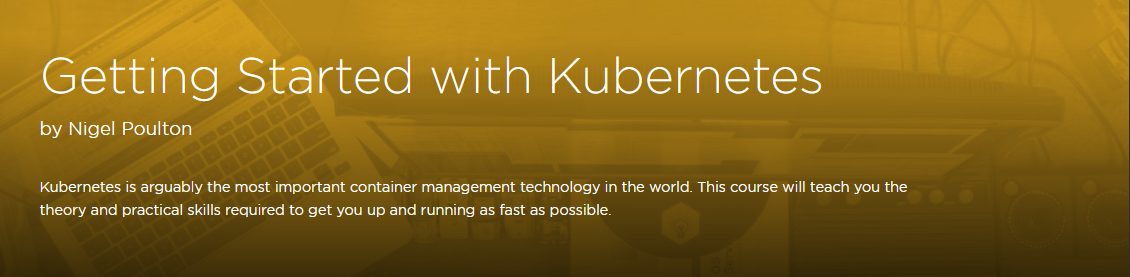 Getting Started with Kubernetes
by Nigel Poulton
Kubernetes is arguably the most important container management technology in the world. This course will teach you the
theory and practical skills required to get you up and running as fast as possible.